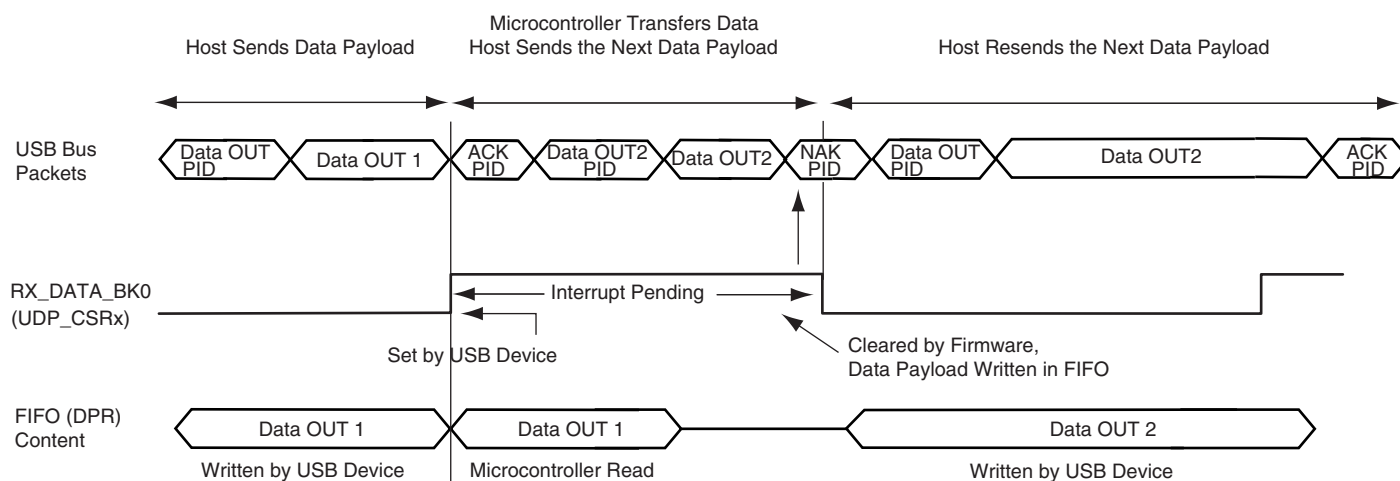 Host Sends Data Payload
Microcontroller Transfers Data
Host Sends the Next Data Payload
Host Resends the Next Data Payload
USB Bus
Packets
Data OUT
PID
Data OUT 1
ACK
PID
Data OUT2
PID
Data OUT2
NAK
PID
Data OUT
PID
Data OUT2
ACK
PID
RX_DATA_BK0
(UDP_CSRx)
Interrupt Pending
Set by USB Device
Cleared by Firmware,
Data Payload Written in FIFO
FIFO (DPR)
Content
Data OUT 1
Data OUT 1
Data OUT 2
Written by USB Device
Microcontroller Read
Written by USB Device